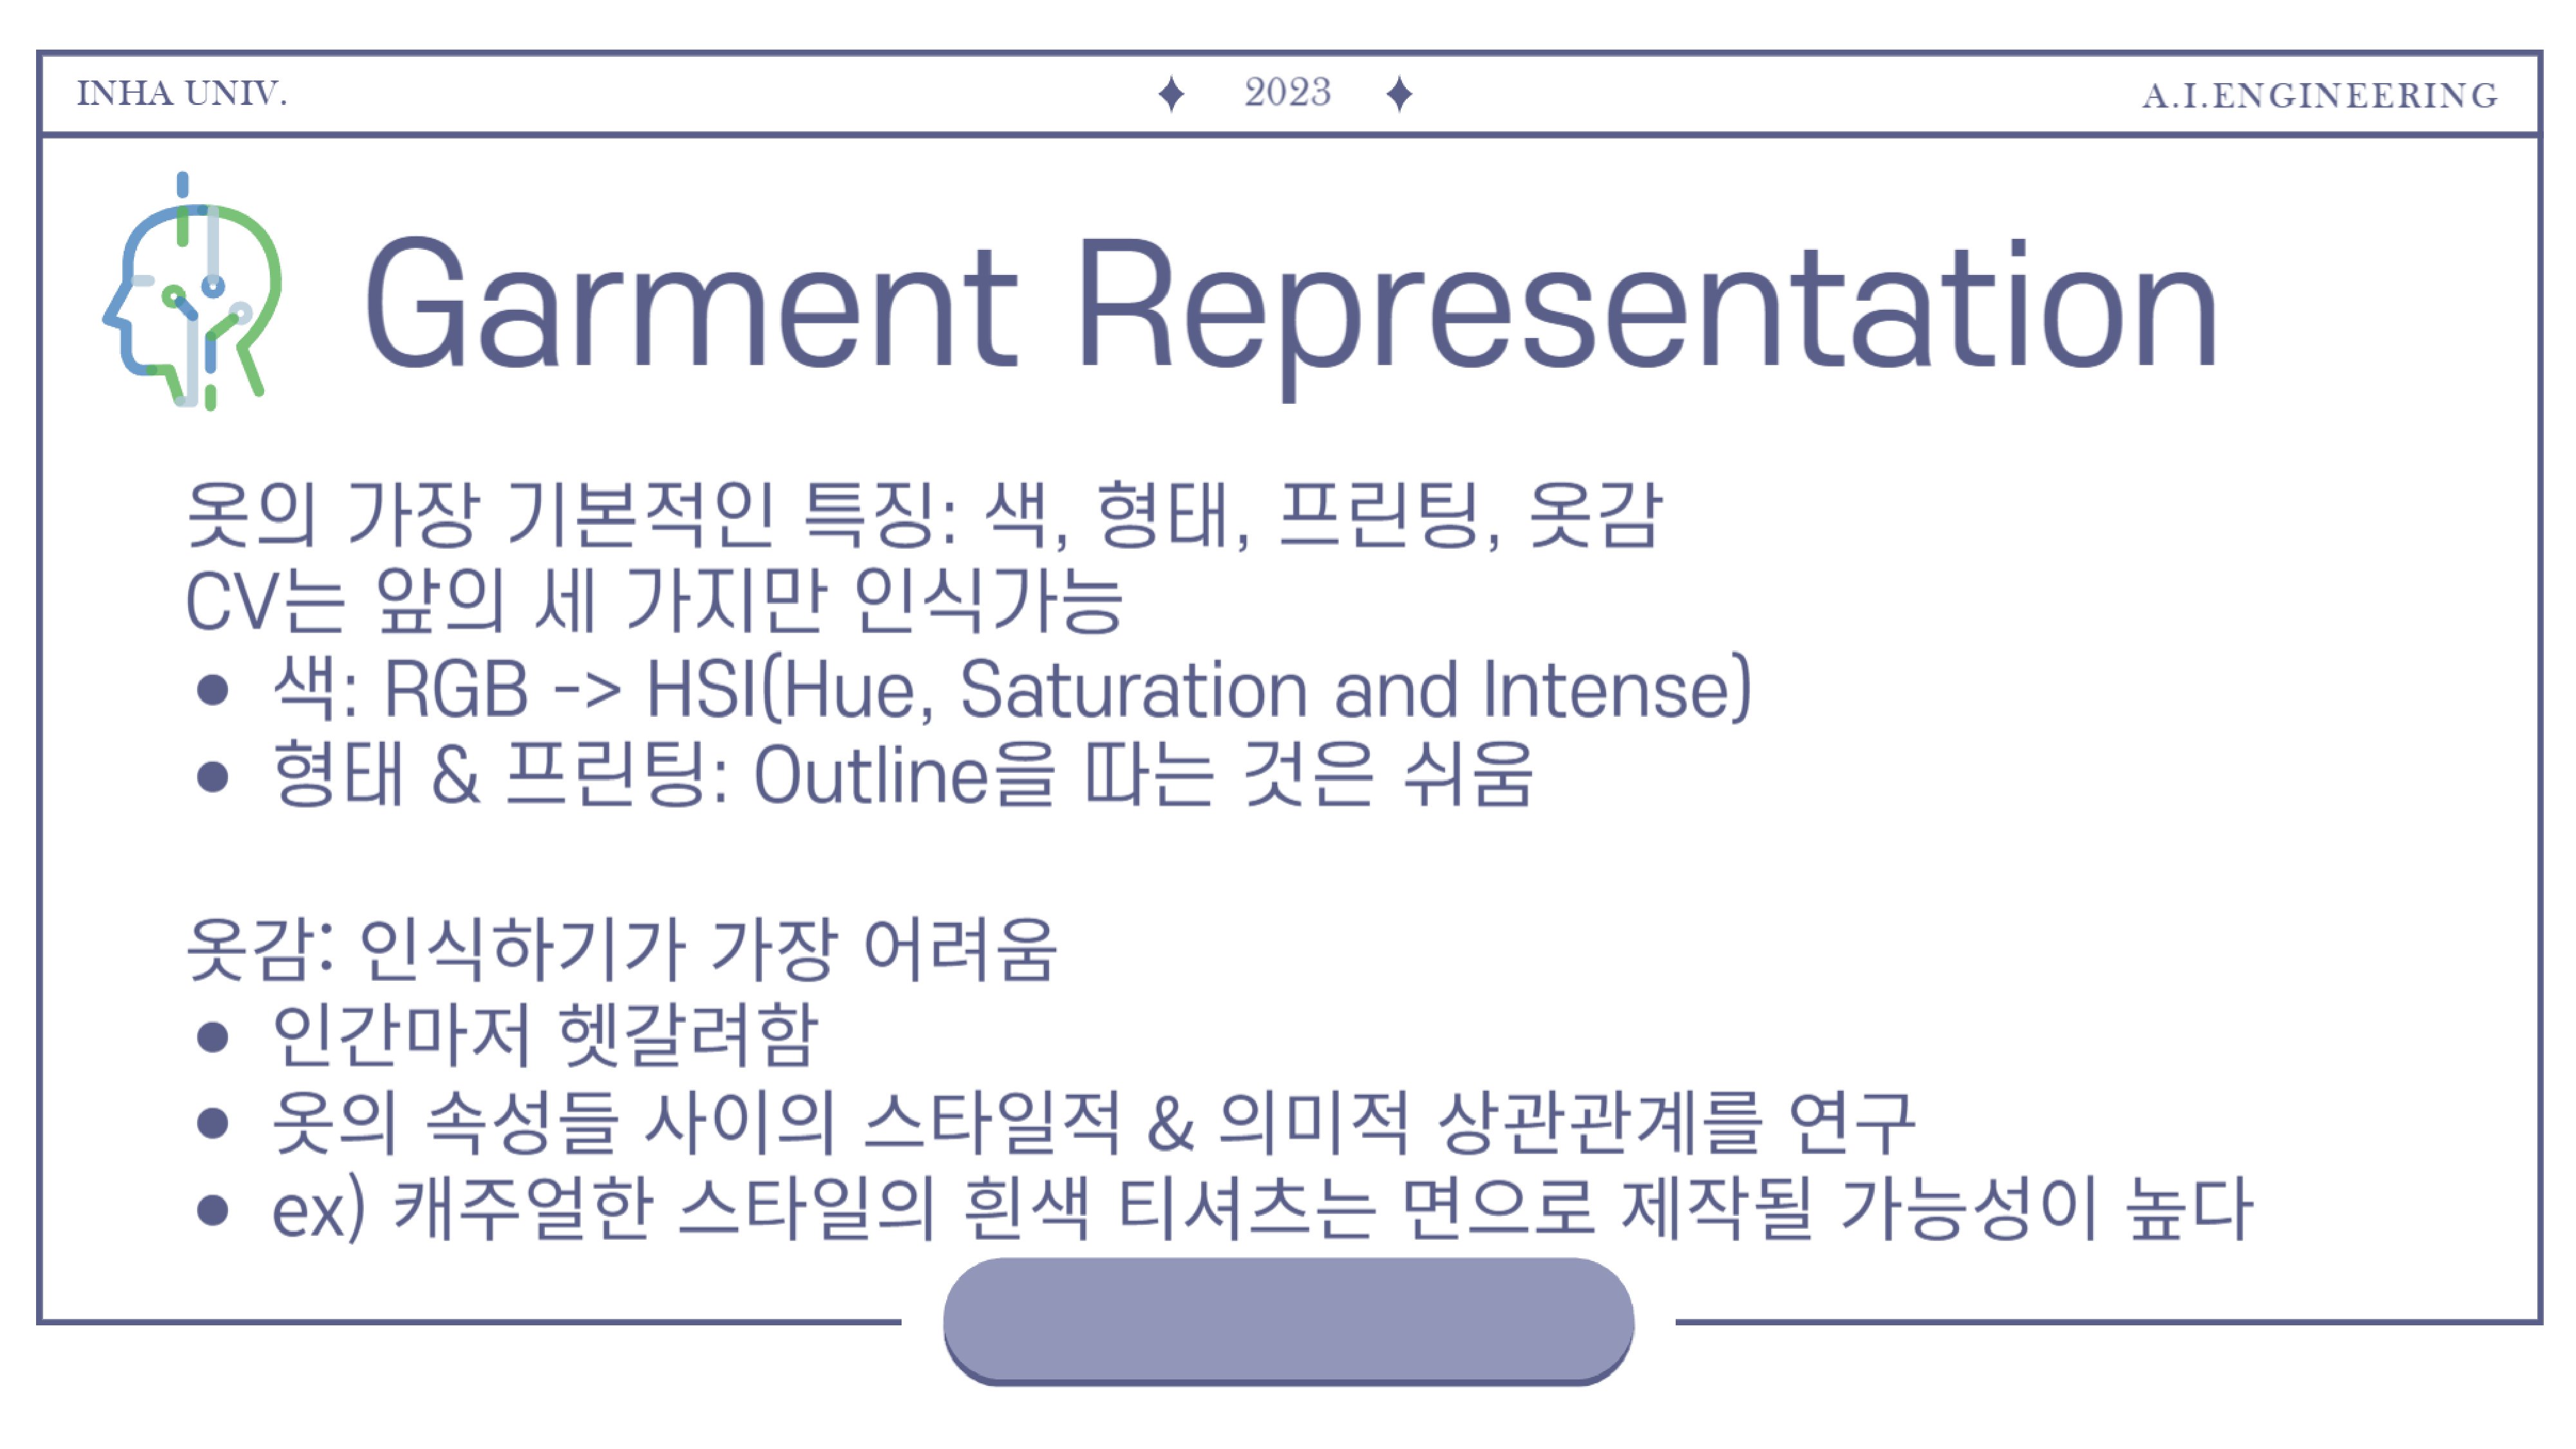 INHA UNIV.
2023
A.I.ENGINEERING
Garment Representation
옷의 가장 기본적인 특징: 색, 형태, 프린팅, 옷감
CV는 앞의 세 가지만 인식가능
● 색: RGB -> HSI(Hue, Saturation and Intense)
● 형태 & 프린팅: Outline을 따는 것은 쉬움
옷감: 인식하기가 가장 어려움
● 인간마저 헷갈려함
● 옷의 속성들 사이의 스타일적 & 의미적 상관관계를 연구
● ex) 캐주얼한 스타일의 흰색 티셔츠는 면으로 제작될 가능성이 높다